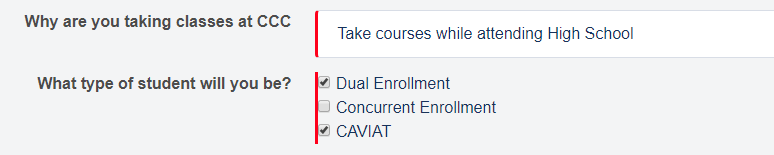 Why are you taking classes at CCC
Take courses while attending High School
What type of student will you be?
Dual Enrollment
Concurrent Enrollment
CAVIAT